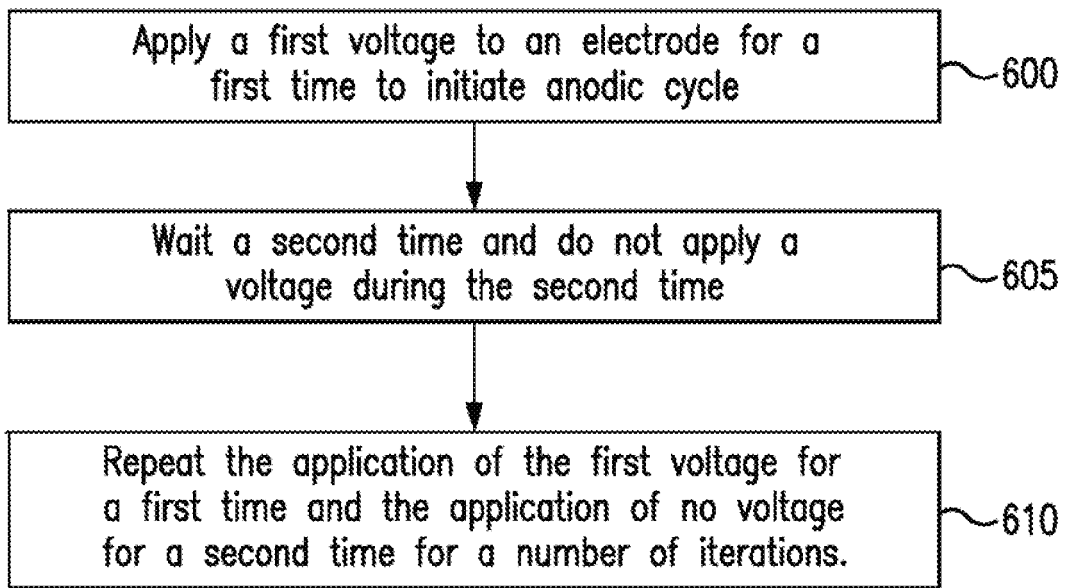 Apply a first voltage to an electrode for a
first time to initiate anodic cycle
600
Wait a second time and do not apply a
voltage during the second time
605
Repeat the application of the first voltage for
a first time and the application of no voltage
for a second time for a number of iterations.
610